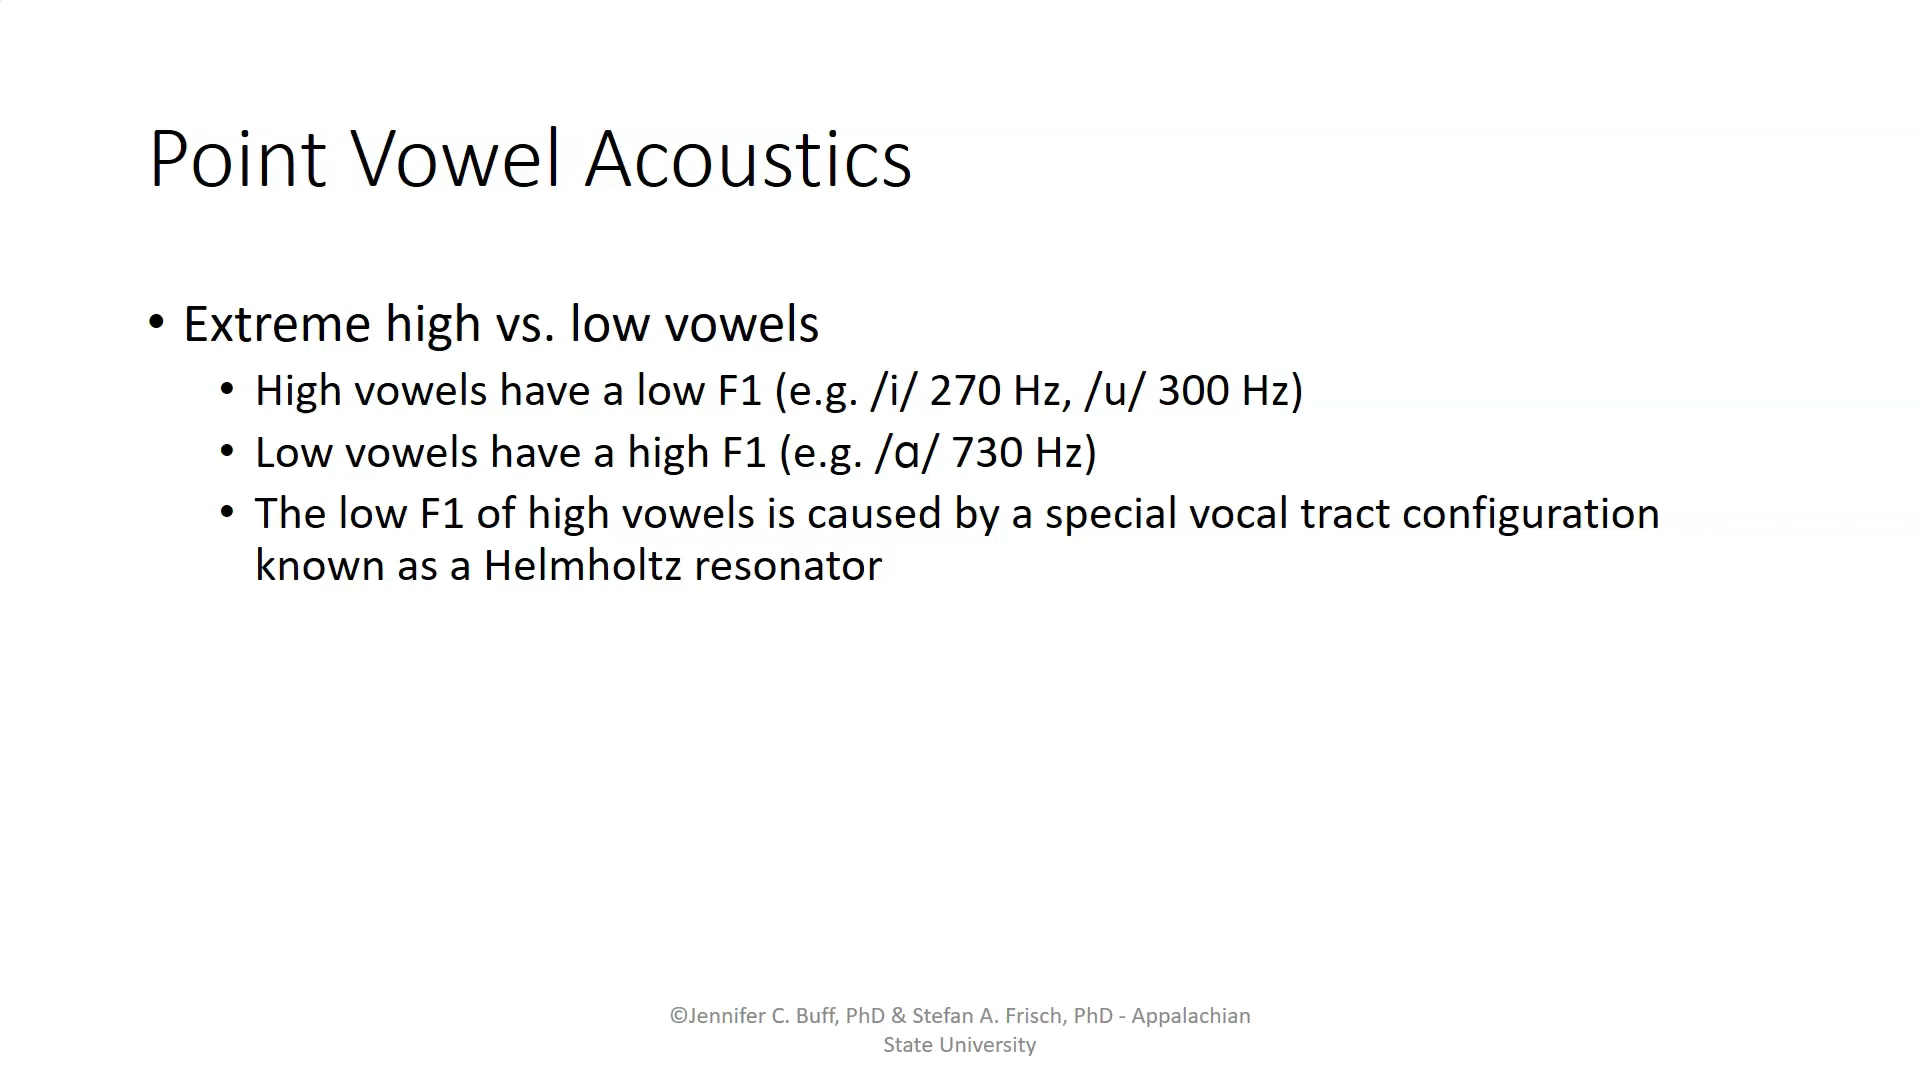 Point Vowel Acoustics
• Extreme high vs. low vowels
• High vowels have a low F1 (e.g. /i/ 270 Hz, /u/ 300 Hz)
• Low vowels have a high F1 (e.g. /ɑ/ 730 Hz)
• The low F1 of high vowels is caused by a special vocal tract configuration
known as a Helmholtz resonator
©Jennifer C. Buff, PhD & Stefan A. Frisch, PhD - Appalachian
State University